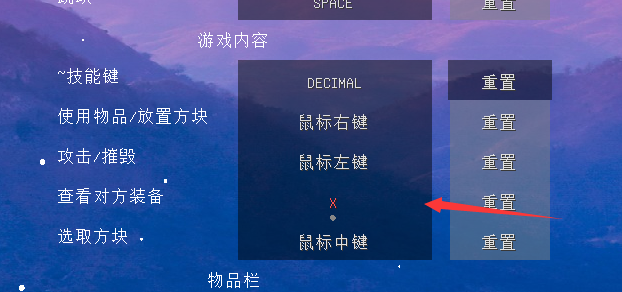 SPACE 重置
游戏内容
~技能键 DECIMAL 重置
使用物品/放置方块 鼠标右键 重置
攻击/摧毁 鼠标左键 重置
查看对方装备 X 重置
选取方块 鼠标中键 重置
物品栏